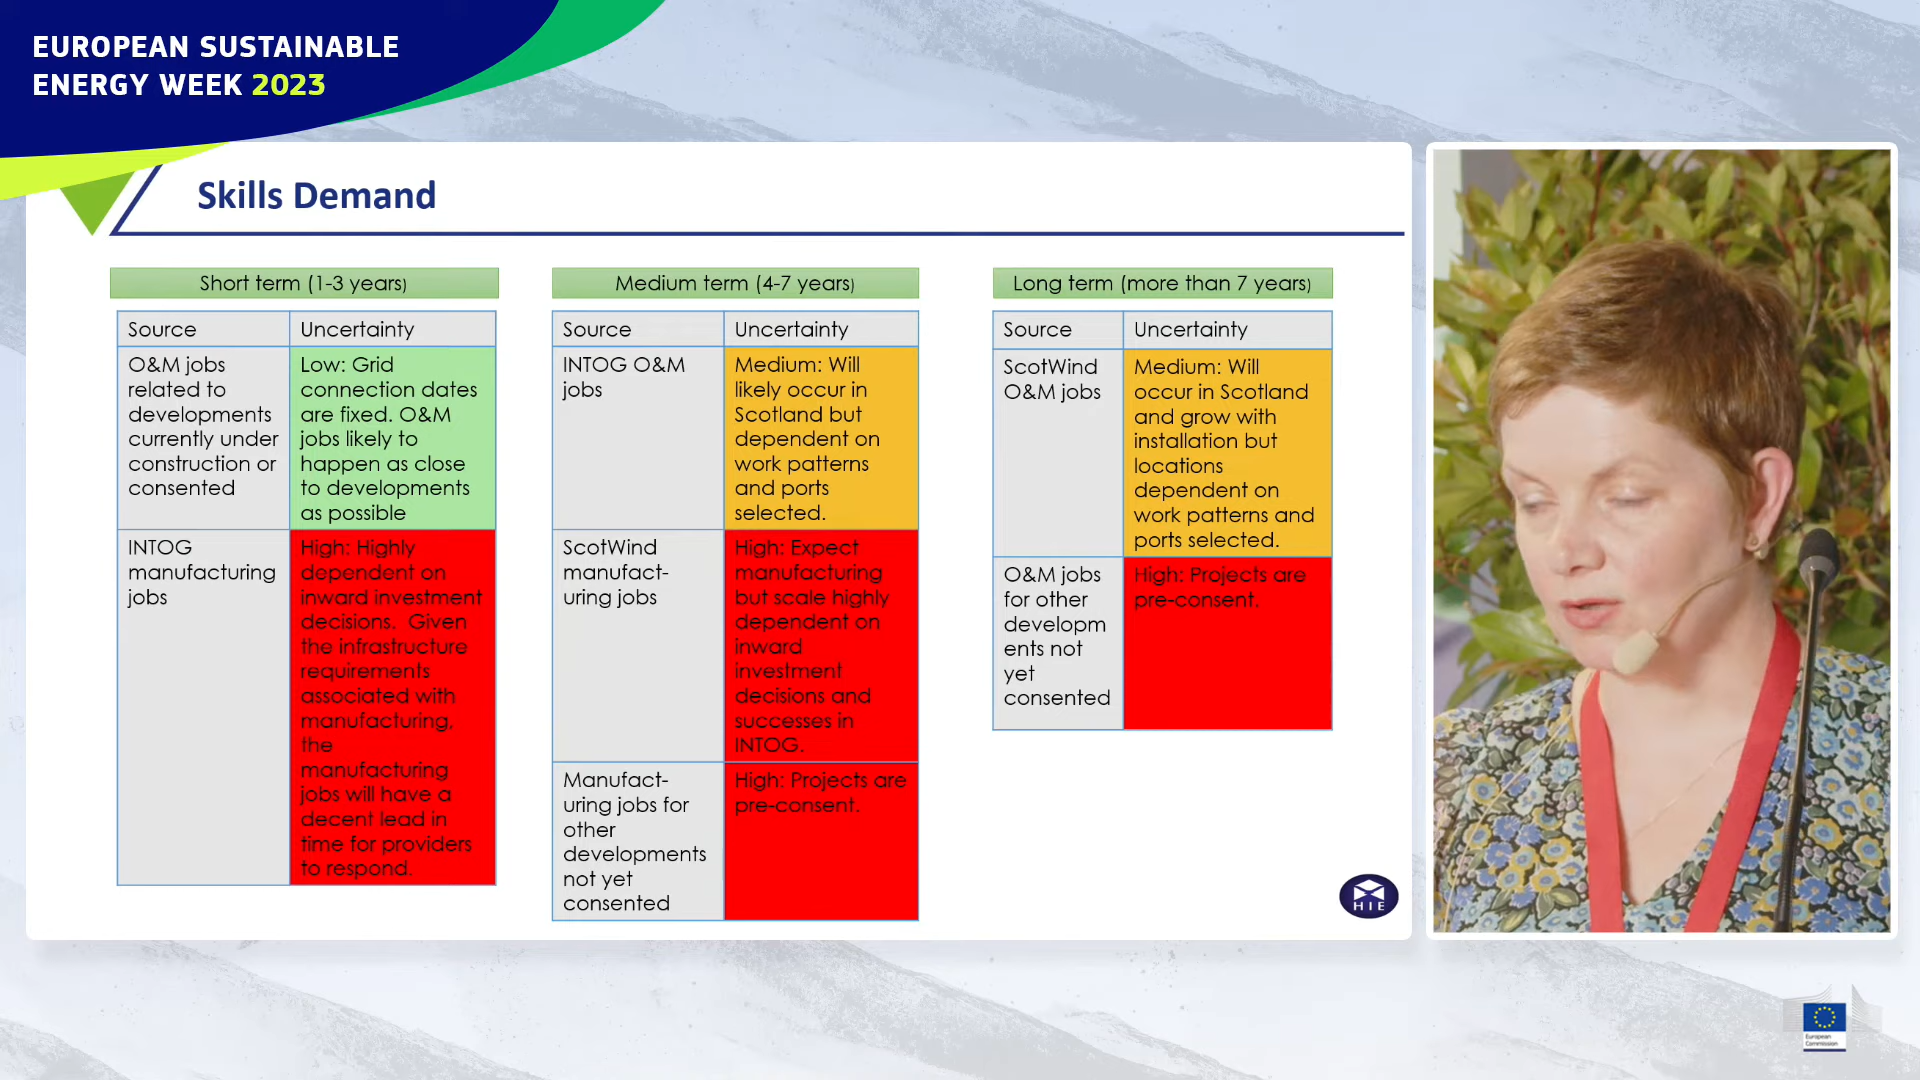 EUROPEAN SUSTAINABLE
ENERGY WEEK 2023
Skills Demand
Short term (1-3 years)
Source
Uncertainty
O&M jobs
related to
developments
currently under
construction or
consented
Low: Grid
connection dates
are fixed. O&M
jobs likely to
happen as close
to developments
as possible
INTOG
manufacturing
jobs
High: Highly
dependent on
inward investment
decisions. Given
the infrastructure
requirements
associated with
manufacturing,
the
manufacturing
jobs will have a
decent lead in
time for providers
to respond.
Medium term (4-7 years)
Source
Uncertainty
INTOG O&M
jobs
Medium: Will
likely occur in
Scotland but
dependent on
work patterns
and ports
selected.
ScotWind
manufact-
uring jobs
High: Expect
manufacturing
but scale highly
dependent on
inward
investment
decisions and
successes in
INTOG.
Manufact-
uring jobs for
other
developments
not yet
consented
High: Projects are
pre-consent.
Long term (more than 7 years)
Source
Uncertainty
ScotWind
O&M jobs
Medium: Will
occur in Scotland
and grow with
installation but
locations
dependent on
work patterns and
ports selected.
O&M jobs
for other
developm
ents not
yet
consented
High: Projects are
pre-consent.
HIE
European
Commission